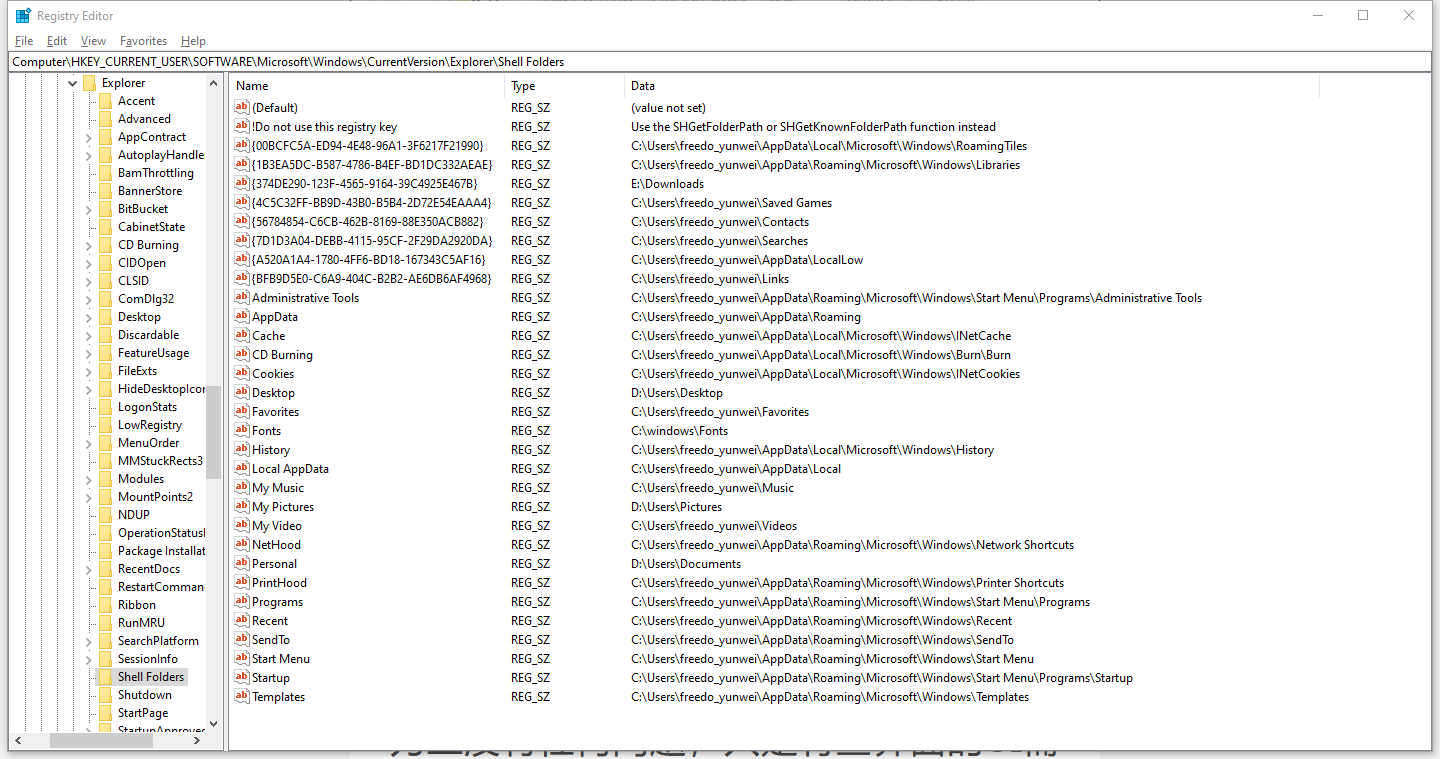 Registry Editor
File Edit View Favorites Help
Computer\HKEY_CURRENT_USER\SOFTWARE\Microsoft\Windows\CurrentVersion\Explorer\Shell Folders
Explorer
Accent
Advanced
AppContract
AutoplayHandle
BamThrottling
BannerStore
BitBucket
CabinetState
CD Burning
CIDOpen
CLSID
ComDlg32
Desktop
Discardable
FeatureUsage
FileExts
HideDesktopIcon
LogonStats
LowRegistry
MenuOrder
MMStuckRects3
Modules
MountPoints2
NDUP
OperationStatusl
Package Installat
RecentDocs
RestartComman
Ribbon
RunMRU
SearchPlatform
SessionInfo
Shell Folders
Shutdown
StartPage
StartupApproved
Name Type Data
(Default) REG_SZ (value not set)
!Do not use this registry key REG_SZ Use the SHGetFolderPath or SHGetKnownFolderPath function instead
{00BCFC5A-ED94-4E48-96A1-3F6217F21990} REG_SZ C:\Users\freedo_yunwei\AppData\Local\Microsoft\Windows\RoamingTiles
{1B3EA5DC-B587-4786-B4EF-BD1DC332AEAE} REG_SZ C:\Users\freedo_yunwei\AppData\Roaming\Microsoft\Windows\Libraries
{374DE290-123F-4565-9164-39C4925E467B} REG_SZ E:\Downloads
{4C5C32FF-BB9D-43B0-B5B4-2D72E54EAAA4} REG_SZ C:\Users\freedo_yunwei\Saved Games
{56784854-C6CB-462B-8169-88E350ACB882} REG_SZ C:\Users\freedo_yunwei\Contacts
{7D1D3A04-DEBB-4115-95CF-2F29DA2920DA} REG_SZ C:\Users\freedo_yunwei\Searches
{A520A1A4-1780-4FF6-BD18-167343C5AF16} REG_SZ C:\Users\freedo_yunwei\AppData\LocalLow
{BFB9D5E0-C6A9-404C-B2B2-AE6DB6AF4968} REG_SZ C:\Users\freedo_yunwei\Links
Administrative Tools REG_SZ C:\Users\freedo_yunwei\AppData\Roaming\Microsoft\Windows\Start Menu\Programs\Administrative Tools
AppData REG_SZ C:\Users\freedo_yunwei\AppData\Roaming
Cache REG_SZ C:\Users\freedo_yunwei\AppData\Local\Microsoft\Windows\INetCache
CD Burning REG_SZ C:\Users\freedo_yunwei\AppData\Local\Microsoft\Windows\Burn\Burn
Cookies REG_SZ C:\Users\freedo_yunwei\AppData\Local\Microsoft\Windows\INetCookies
Desktop REG_SZ D:\Users\Desktop
Favorites REG_SZ C:\Users\freedo_yunwei\Favorites
Fonts REG_SZ C:\windows\Fonts
History REG_SZ C:\Users\freedo_yunwei\AppData\Local\Microsoft\Windows\History
Local AppData REG_SZ C:\Users\freedo_yunwei\AppData\Local
My Music REG_SZ C:\Users\freedo_yunwei\Music
My Pictures REG_SZ D:\Users\Pictures
My Video REG_SZ C:\Users\freedo_yunwei\Videos
NetHood REG_SZ C:\Users\freedo_yunwei\AppData\Roaming\Microsoft\Windows\Network Shortcuts
Personal REG_SZ D:\Users\Documents
PrintHood REG_SZ C:\Users\freedo_yunwei\AppData\Roaming\Microsoft\Windows\Printer Shortcuts
Programs REG_SZ C:\Users\freedo_yunwei\AppData\Roaming\Microsoft\Windows\Start Menu\Programs
Recent REG_SZ C:\Users\freedo_yunwei\AppData\Roaming\Microsoft\Windows\Recent
SendTo REG_SZ C:\Users\freedo_yunwei\AppData\Roaming\Microsoft\Windows\SendTo
Start Menu REG_SZ C:\Users\freedo_yunwei\AppData\Roaming\Microsoft\Windows\Start Menu
Startup REG_SZ C:\Users\freedo_yunwei\AppData\Roaming\Microsoft\Windows\Start Menu\Programs\Startup
Templates REG_SZ C:\Users\freedo_yunwei\AppData\Roaming\Microsoft\Windows\Templates